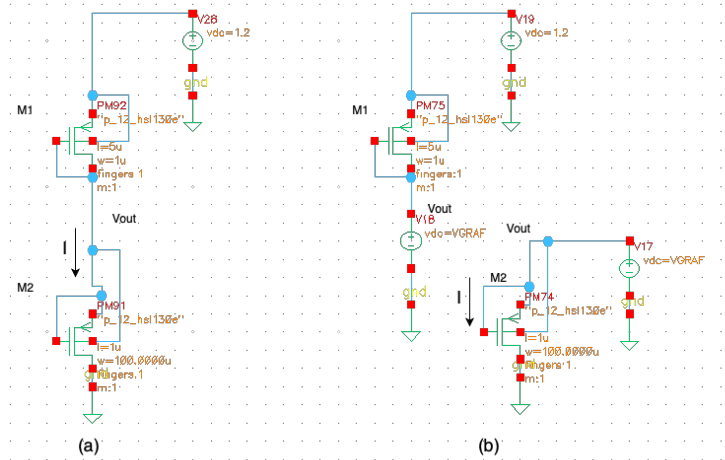 V28
vdc=1.2
gnd
M1
PM92
"p_12_hsl130e"
l=5u
w=1u
fingers:1
m:1
Vout
I
M2
PM91
"p_12_hsl130e"
l=1u
w=100.0000u
fingers:1
m:1
(a)
V19
vdc=1.2
gnd
M1
PM75
"p_12_hsl130e"
l=5u
w=1u
fingers:1
m:1
Vout
V18
vdc=VGRAF
gnd
Vout
V17
vdc=VGRAF
gnd
I
M2
PM74
"p_12_hsl130e"
l=1u
w=100.0000u
fingers:1
m:1
(b)